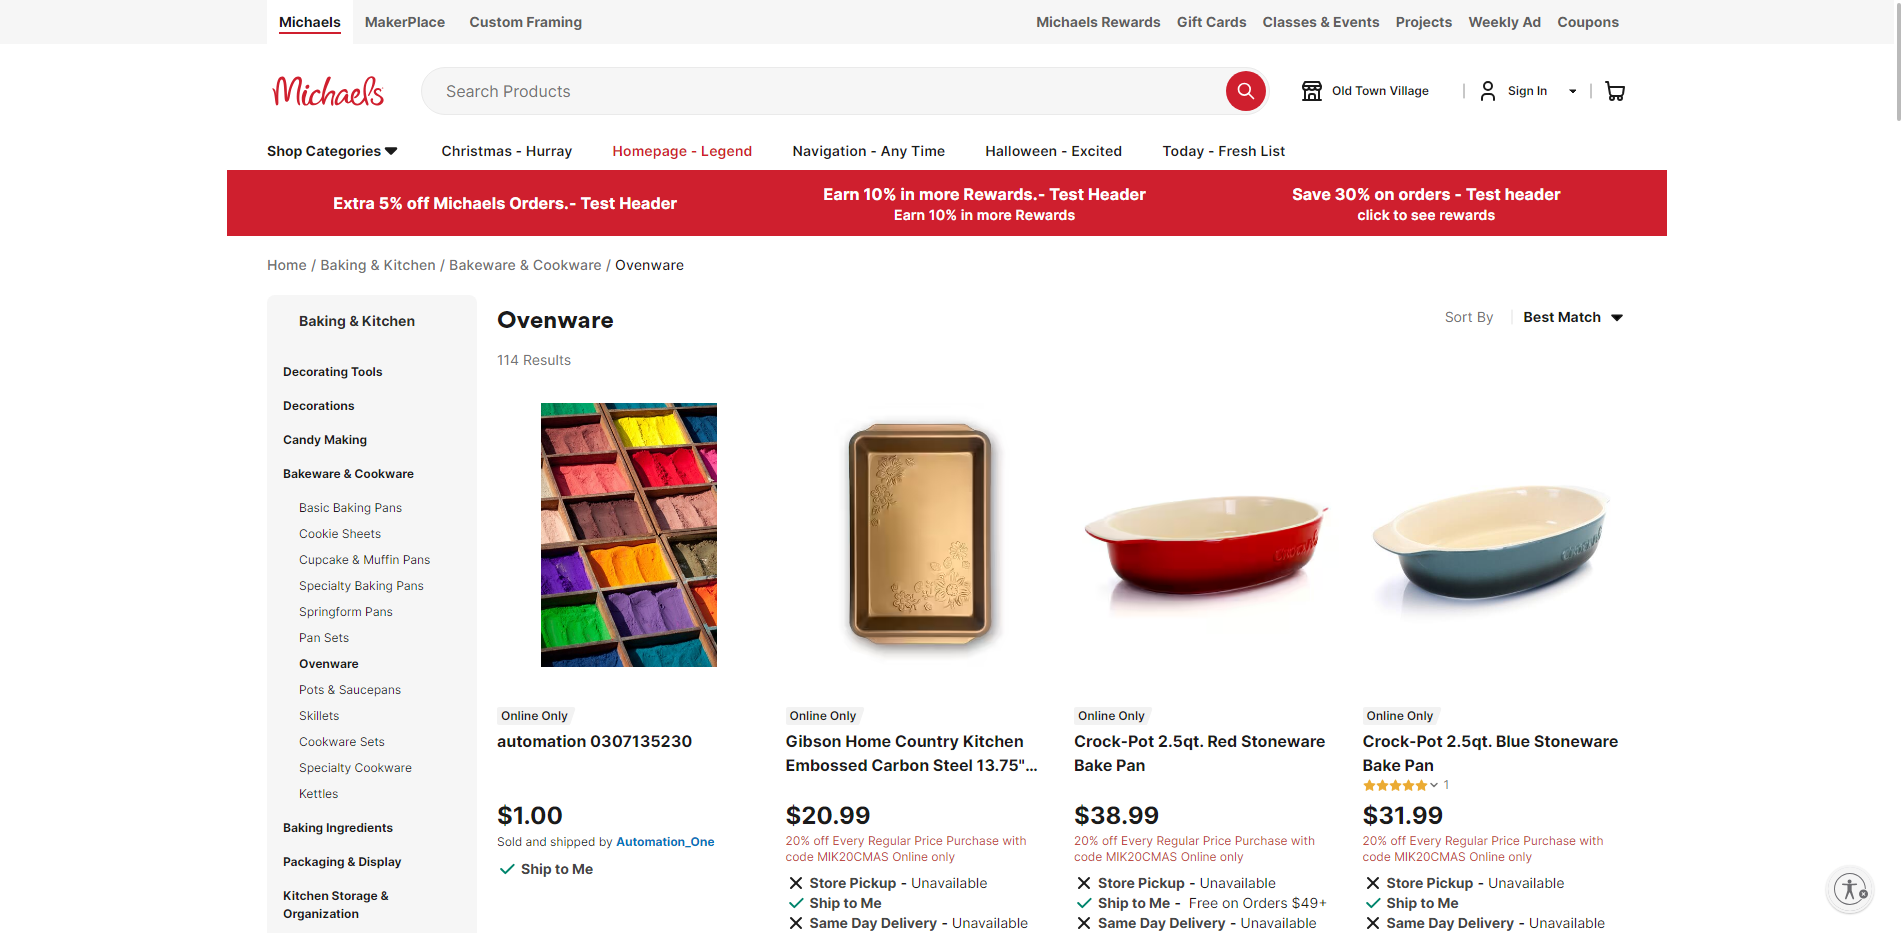 Michaels MakerPlace Custom Framing Michaels Rewards Gift Cards Classes & Events Projects Weekly Ad Coupons
Michaels Search Products Old Town Village Sign In
Shop Categories Christmas - Hurray Homepage - Legend Navigation - Any Time Halloween - Excited Today - Fresh List
Extra 5% off Michaels Orders.- Test Header
Earn 10% in more Rewards.- Test Header
Earn 10% in more Rewards
Save 30% on orders - Test header
click to see rewards
Home / Baking & Kitchen / Bakeware & Cookware / Ovenware
Baking & Kitchen
Decorating Tools
Decorations
Candy Making
Bakeware & Cookware
Basic Baking Pans
Cookie Sheets
Cupcake & Muffin Pans
Specialty Baking Pans
Springform Pans
Pan Sets
Ovenware
Pots & Saucepans
Skillets
Cookware Sets
Specialty Cookware
Kettles
Baking Ingredients
Packaging & Display
Kitchen Storage &
Organization
Ovenware
Sort By Best Match
114 Results
Online Only
automation 0307135230
$1.00
Sold and shipped by Automation_One
Ship to Me
Online Only
Gibson Home Country Kitchen
Embossed Carbon Steel 13.75"...
$20.99
20% off Every Regular Price Purchase with
code MIK20CMAS Online only
Store Pickup - Unavailable
Ship to Me
Same Day Delivery - Unavailable
Online Only
Crock-Pot 2.5qt. Red Stoneware
Bake Pan
$38.99
20% off Every Regular Price Purchase with
code MIK20CMAS Online only
Store Pickup - Unavailable
Ship to Me - Free on Orders $49+
Same Day Delivery - Unavailable
Online Only
Crock-Pot 2.5qt. Blue Stoneware
Bake Pan
1
$31.99
20% off Every Regular Price Purchase with
code MIK20CMAS Online only
Store Pickup - Unavailable
Ship to Me
Same Day Delivery - Unavailable